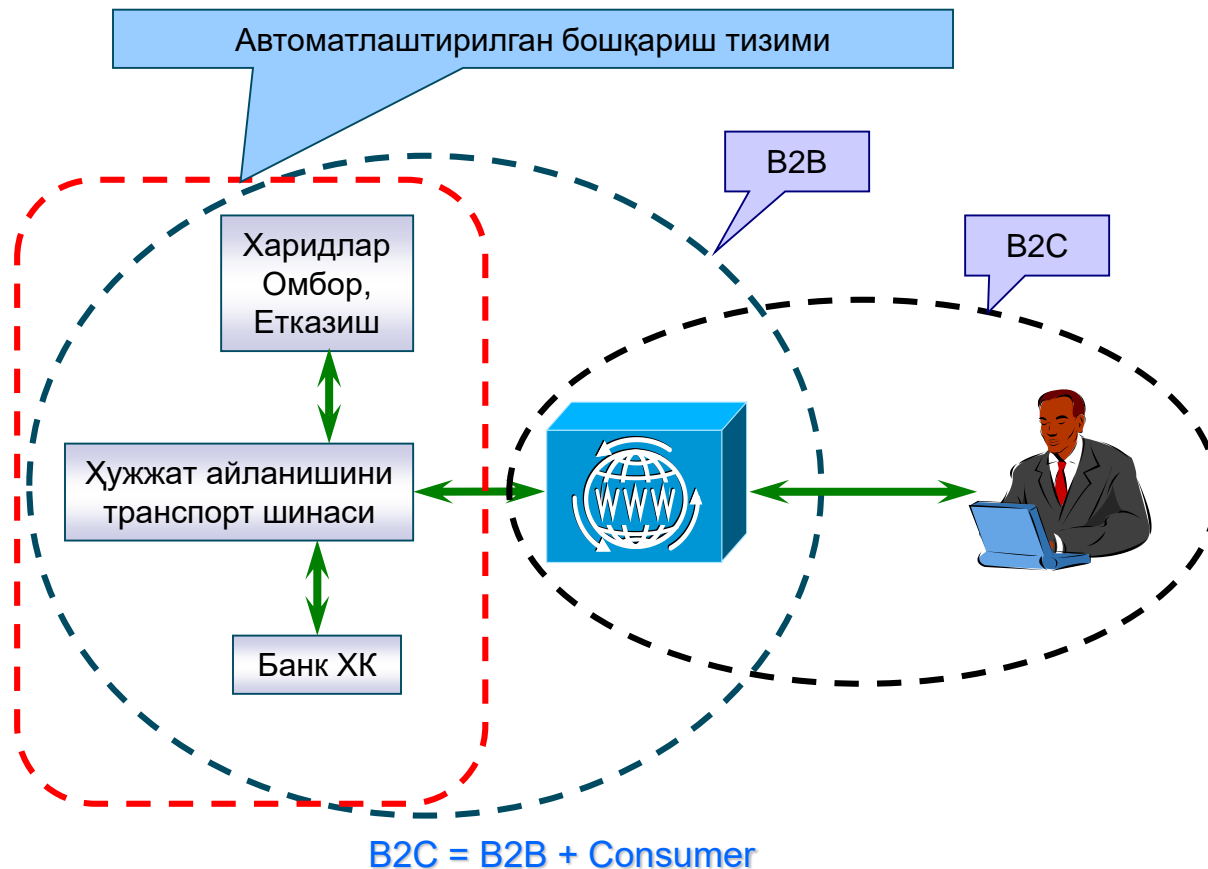 Автоматлаштирилган бошқариш тизими
B2B
B2C
Харидлар
Омбор,
Етказиш
Ҳужжат айланишини
транспорт шинаси
WWW
Банк ХК
B2C = B2B + Consumer